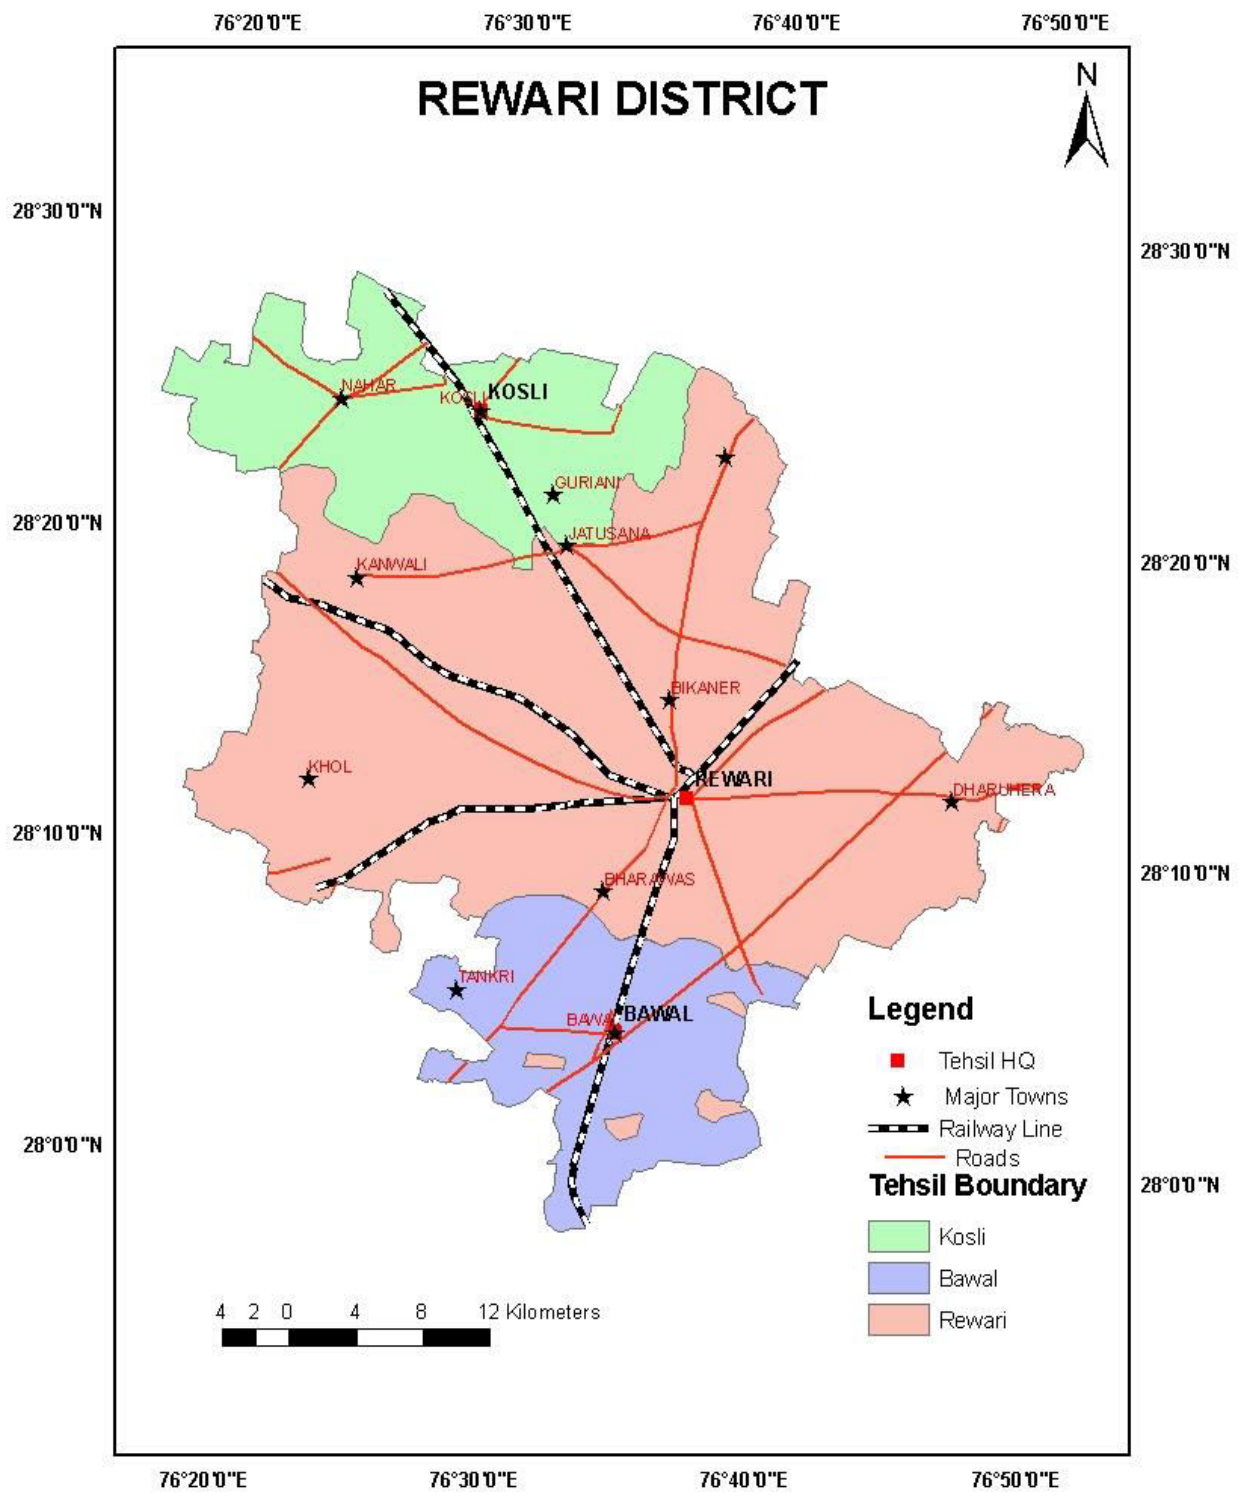 76°20'0"E 76°30'0"E 76°40'0"E 76°50'0"E
REWARI DISTRICT
N
28°30'0"N
28°30'0"N
NAHAR
KOSLI
KOSLI
GURIANI
28°20'0"N
JATUSANA
KANWALI
28°20'0"N
BIKANER
KHOL
REWARI
DHARUHERA
28°10'0"N
28°10'0"N
BHARAWAS
TANKRI
BAWAL
BAWAL
Legend
Tehsil HQ
Major Towns
Railway Line
Roads
28°0'0"N
28°0'0"N
Tehsil Boundary
Kosli
Bawal
Rewari
4 2 0 4 8 12 Kilometers
76°20'0"E 76°30'0"E 76°40'0"E 76°50'0"E